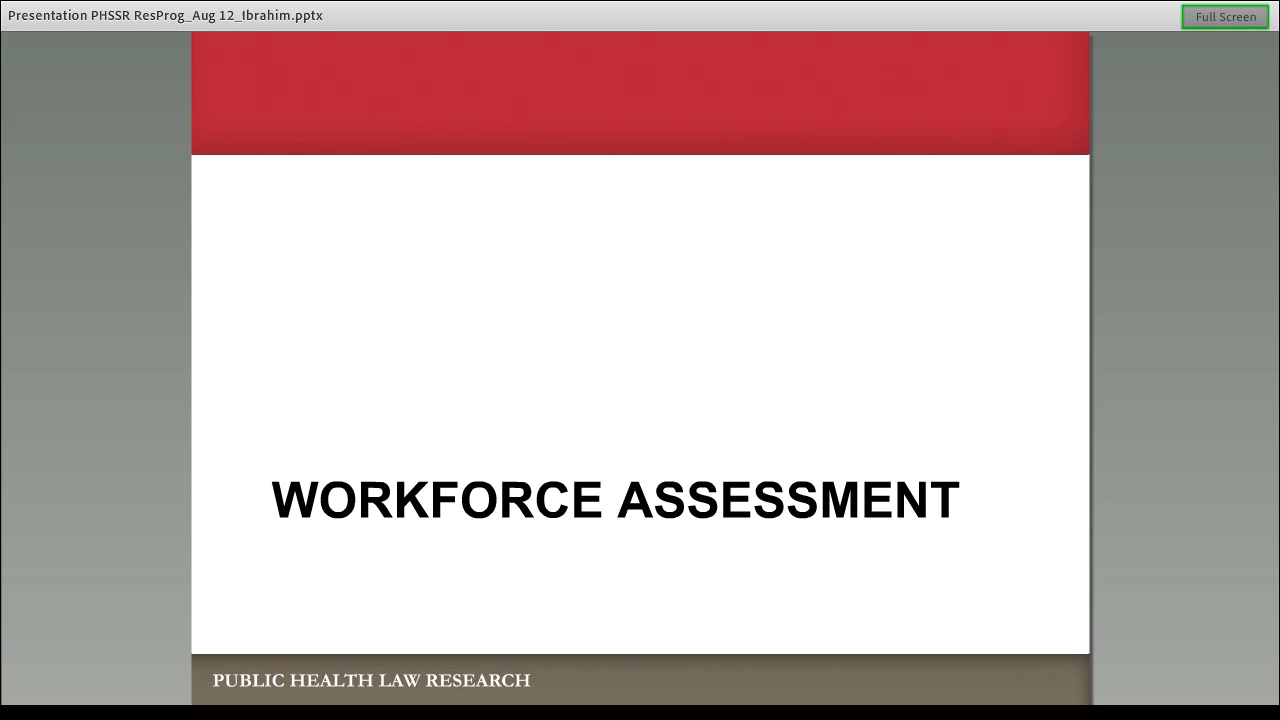 Presentation PHSSR ResProg_Aug 12_Ibrahim.pptx
Full Screen
WORKFORCE ASSESSMENT
PUBLIC HEALTH LAW RESEARCH